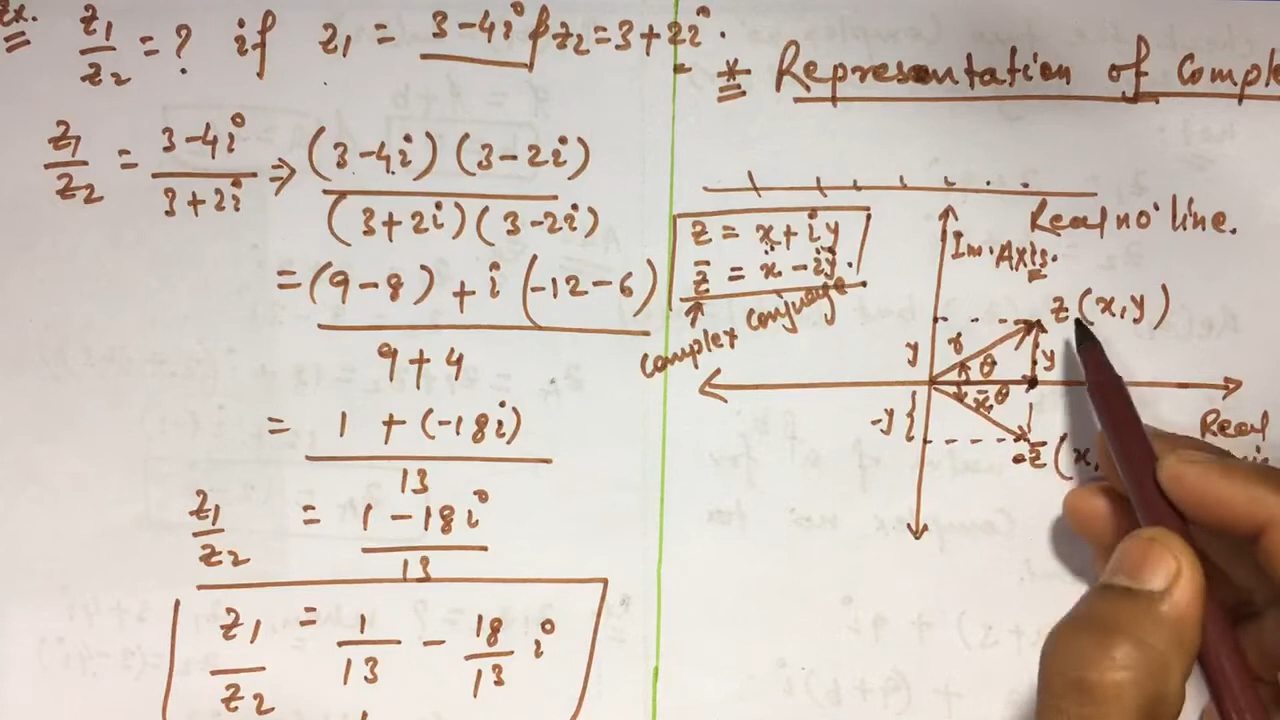 Ex. z₁/z₂ = ? if z₁ = 3-4i & z₂ = 3+2i.
z₁/z₂ = 3-4i/3+2i ⇒ (3-4i)(3-2i)/(3+2i)(3-2i)
= (9-8) + i(-12-6)/9+4
= 1 + (-18i)/13
z₁/z₂ = 1-18i/13
z₁/z₂ = 1/13 - 18/13 i
* Representation of Comple
Real no line.
z = x+iy
z̄ = x-iy.
complex conjugate
Im. Axis.
z(x,y)
y r θ y
x θ
-y
z̄(x,
Real